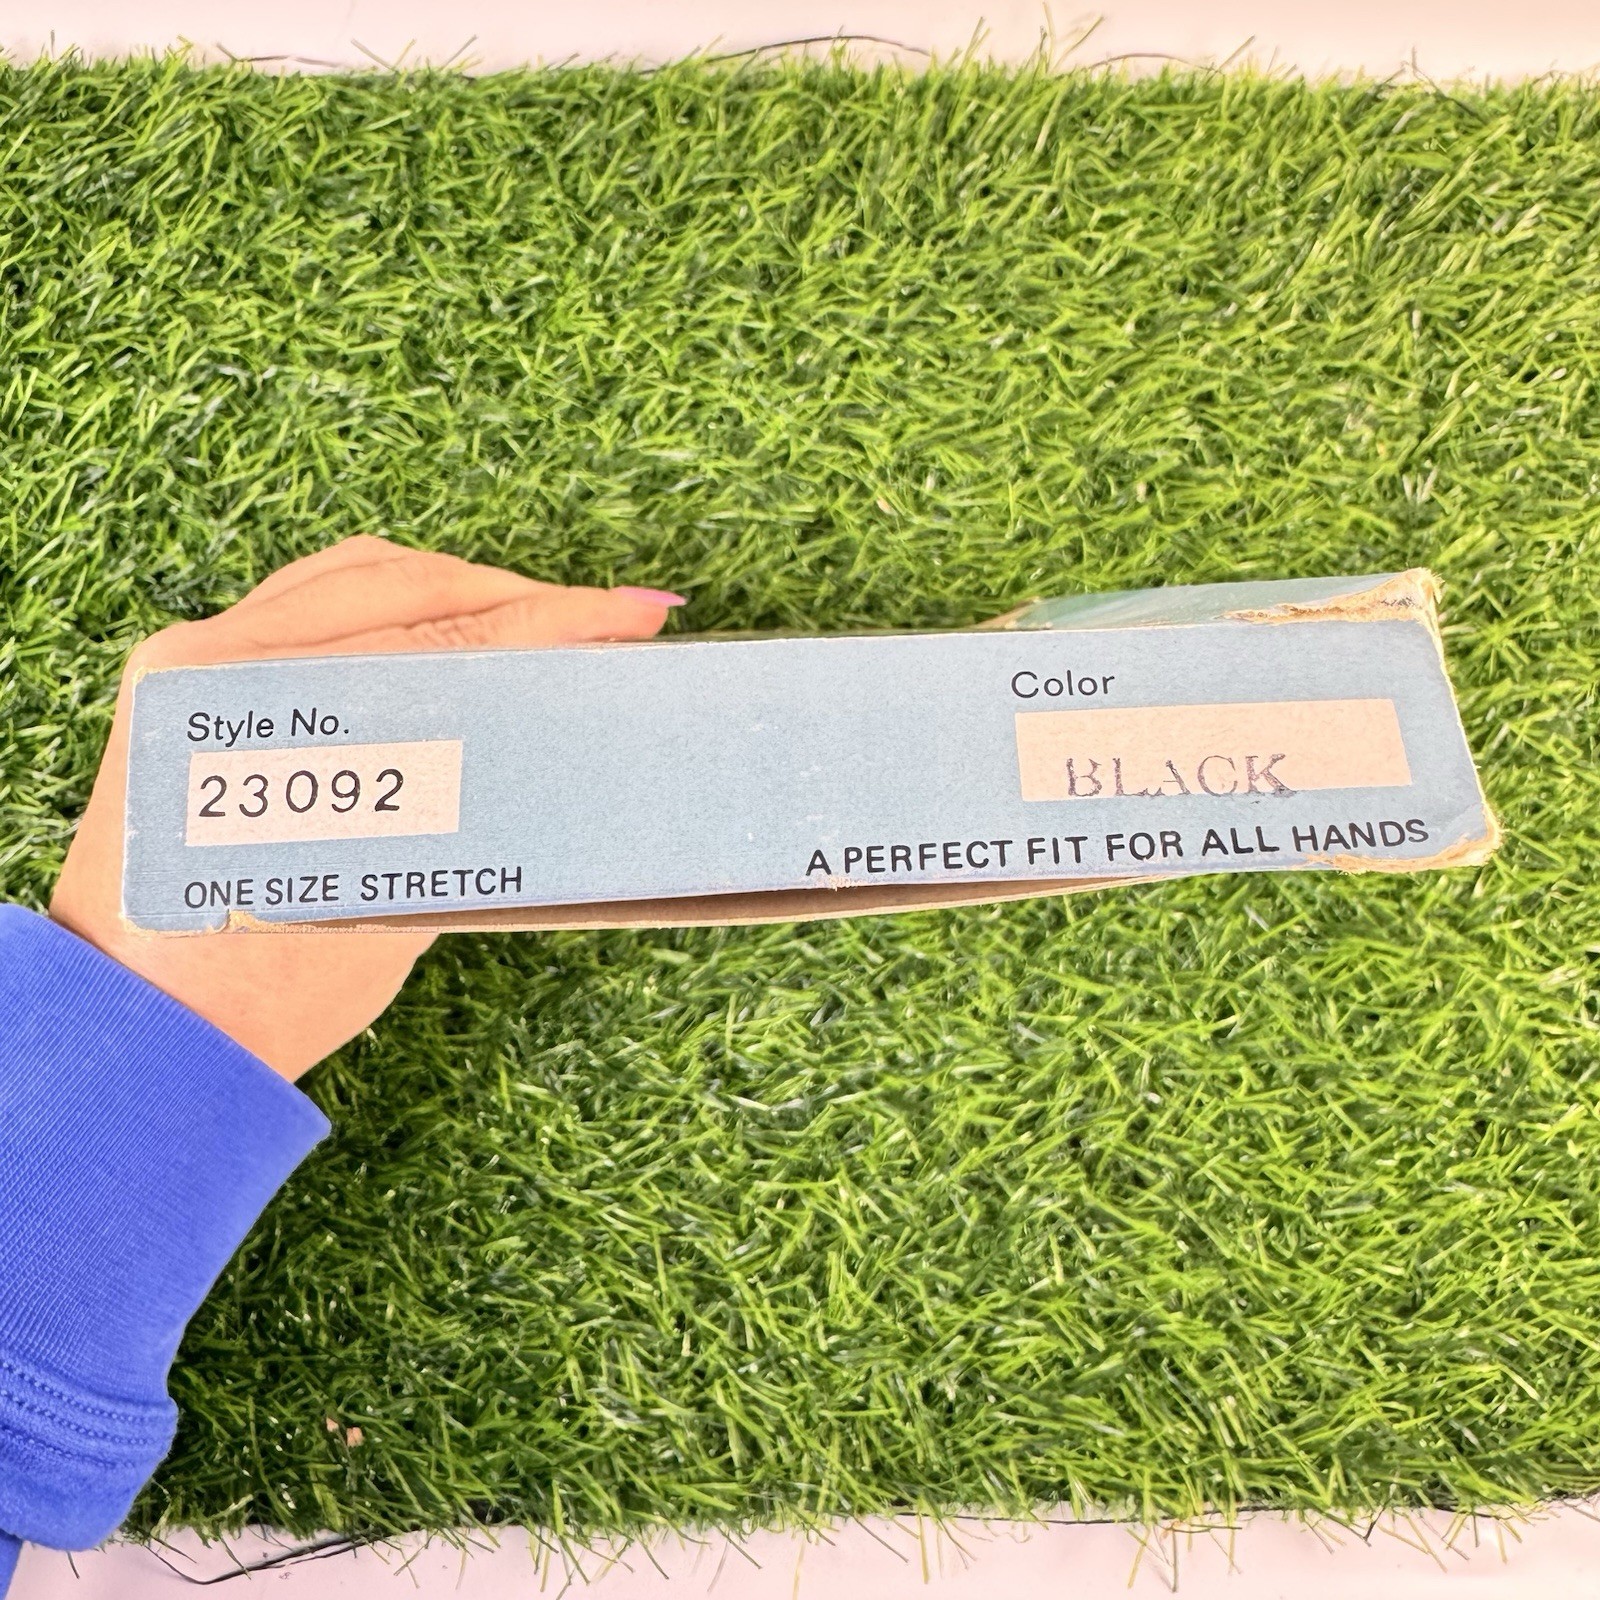 Style No.
23092
ONE SIZE STRETCH
Color
BLACK
A PERFECT FIT FOR ALL HANDS